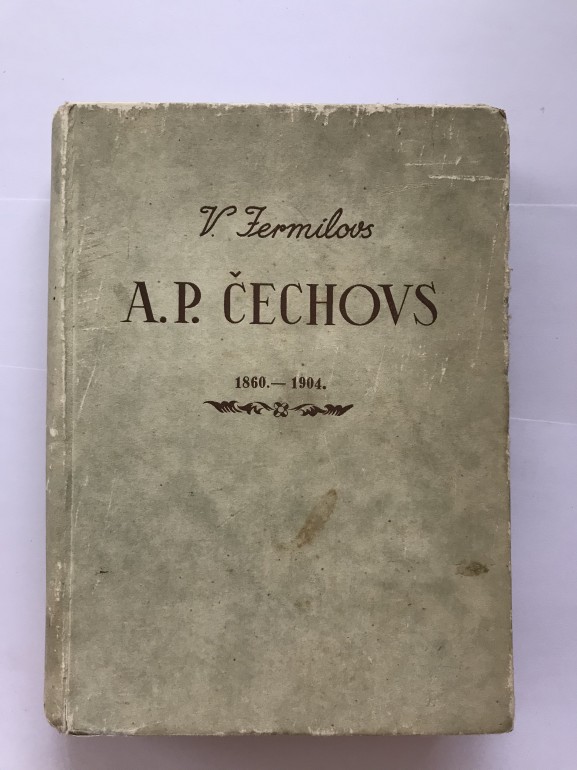 V. Jermilovs
A. P. ČECHOVS
1860.— 1904.